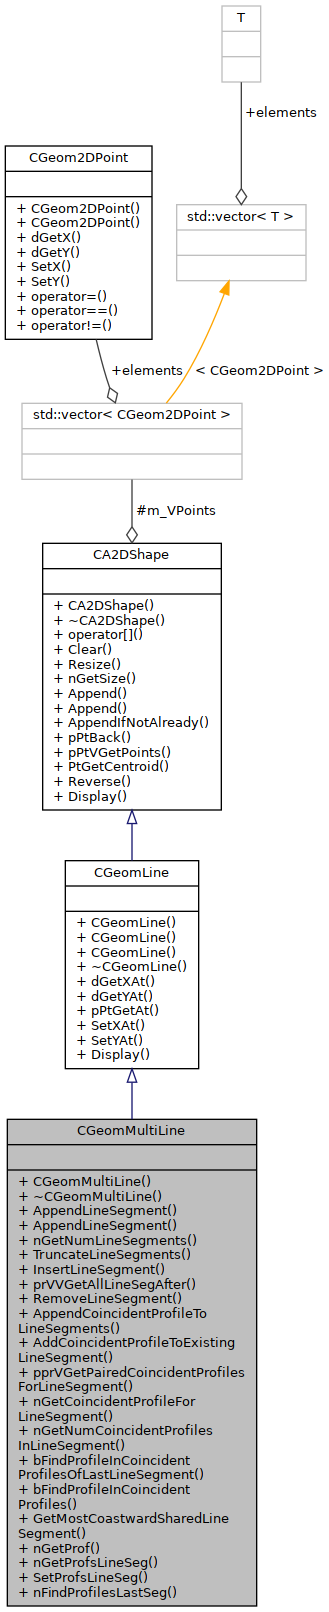 T
+elements
CGeom2DPoint
+ CGeom2DPoint()
+ CGeom2DPoint()
+ dGetX()
+ dGetY()
+ SetX()
+ SetY()
+ operator=()
+ operator==()
+ operator!=()
std::vector< T >
+elements
< CGeom2DPoint >
std::vector< CGeom2DPoint >
#m_VPoints
CA2DShape
+ CA2DShape()
+ ~CA2DShape()
+ operator[]()
+ Clear()
+ Resize()
+ nGetSize()
+ Append()
+ Append()
+ AppendIfNotAlready()
+ pPtBack()
+ pPtVGetPoints()
+ PtGetCentroid()
+ Reverse()
+ Display()
CGeomLine
+ CGeomLine()
+ CGeomLine()
+ CGeomLine()
+ ~CGeomLine()
+ dGetXAt()
+ dGetYAt()
+ pPtGetAt()
+ SetXAt()
+ SetYAt()
+ Display()
CGeomMultiLine
+ CGeomMultiLine()
+ ~CGeomMultiLine()
+ AppendLineSegment()
+ AppendLineSegment()
+ nGetNumLineSegments()
+ TruncateLineSegments()
+ InsertLineSegment()
+ prVVGetAllLineSegAfter()
+ RemoveLineSegment()
+ AppendCoincidentProfileTo
LineSegments()
+ AddCoincidentProfileToExisting
LineSegment()
+ pprVGetPairedCoincidentProfiles
ForLineSegment()
+ nGetCoincidentProfileFor
LineSegment()
+ nGetNumCoincidentProfiles
InLineSegment()
+ bFindProfileInCoincident
ProfilesOfLastLineSegment()
+ bFindProfileInCoincident
Profiles()
+ GetMostCoastwardSharedLine
Segment()
+ nGetProf()
+ nGetProfsLineSeg()
+ SetProfsLineSeg()
+ nFindProfilesLastSeg()